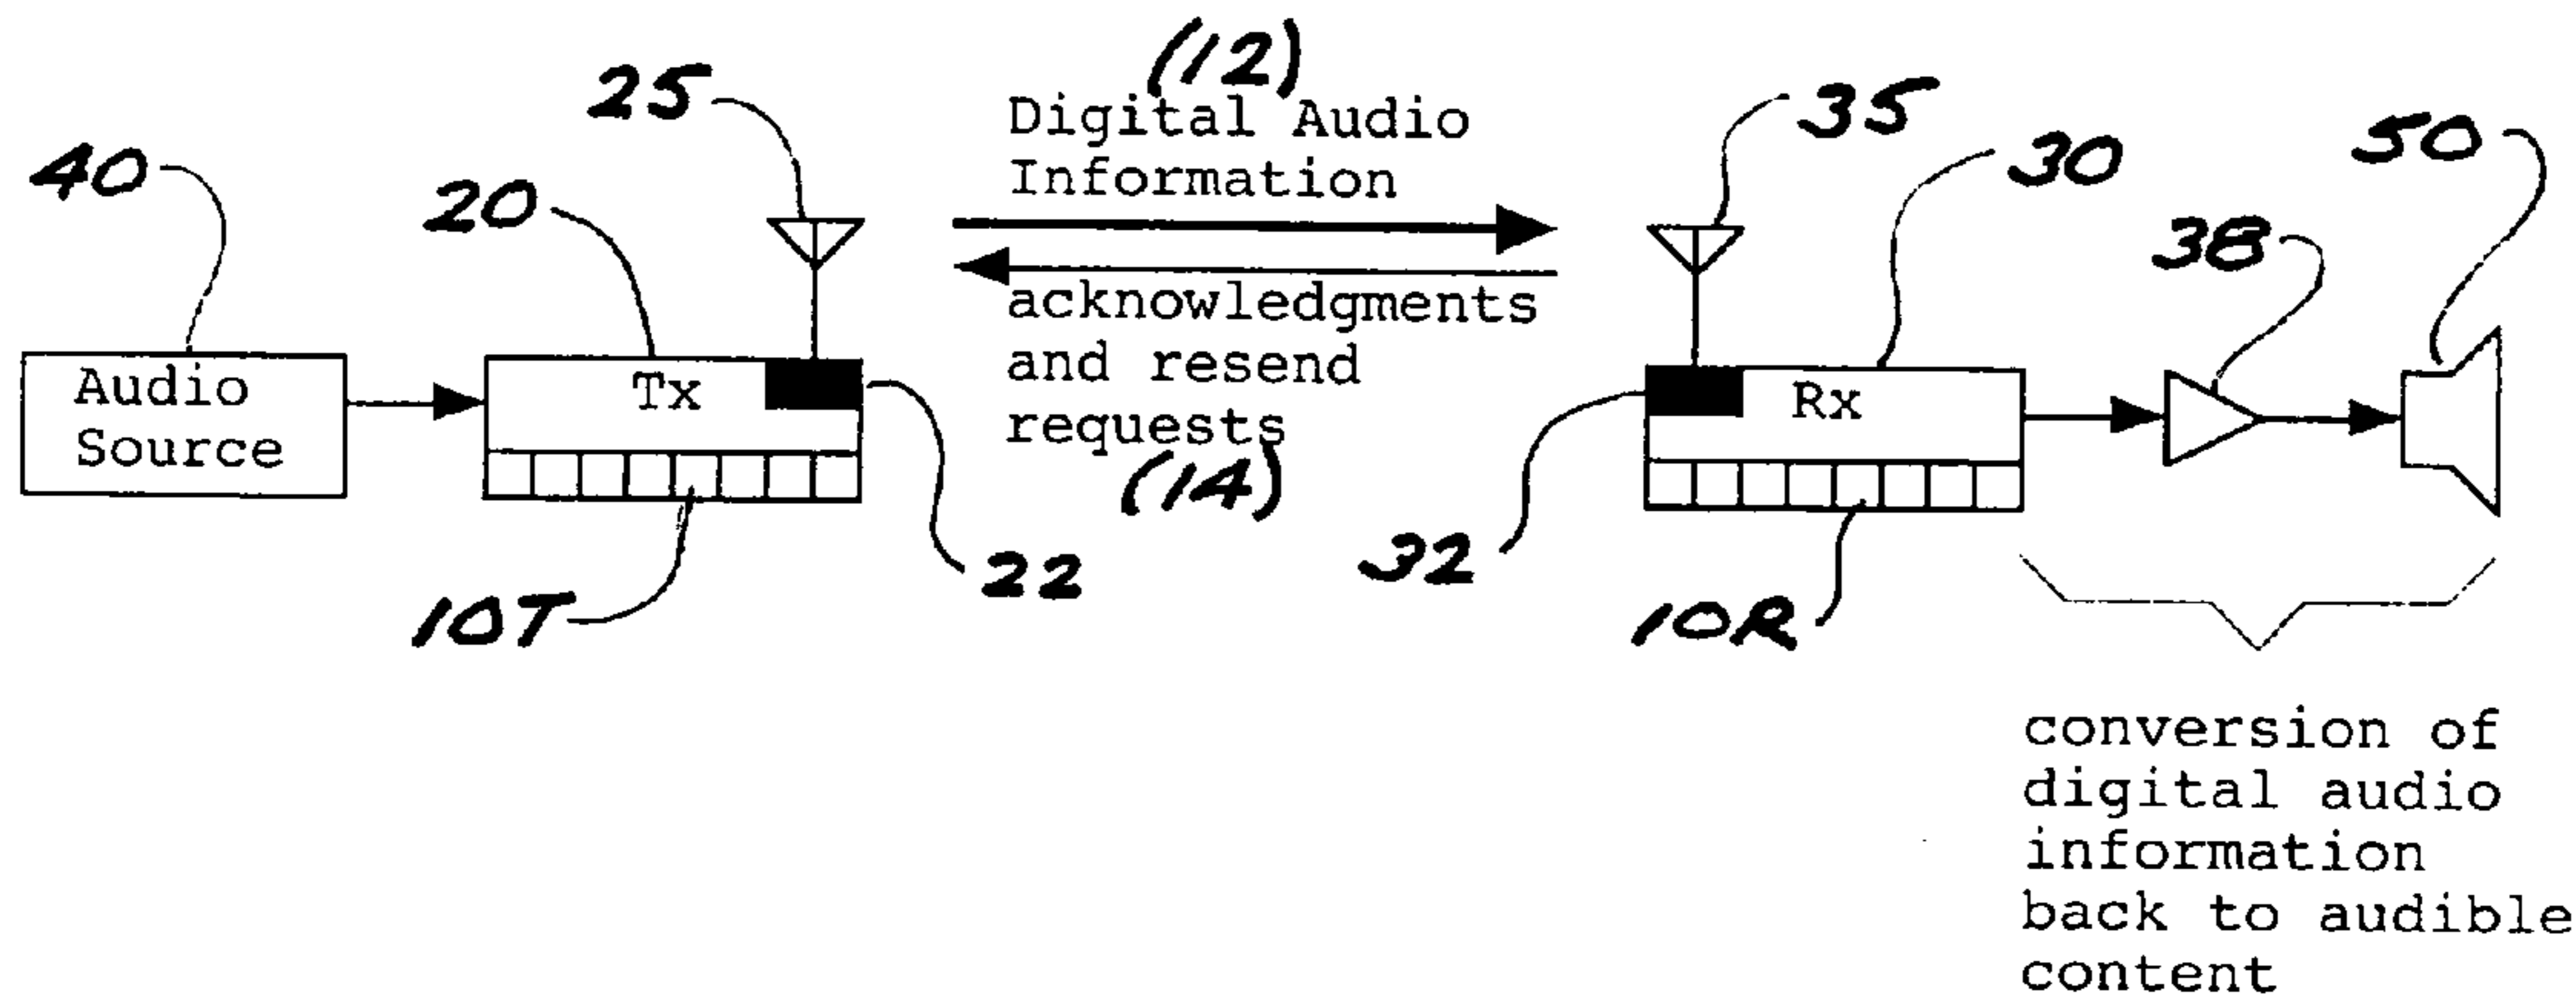 (12)
25
Digital Audio
Information
35
30
50
40
20
38
acknowledgments
and resend
requests
(14)
Audio
Source
Tx
Rx
22
32
10T
10R
conversion of
digital audio
information
back to audible
content